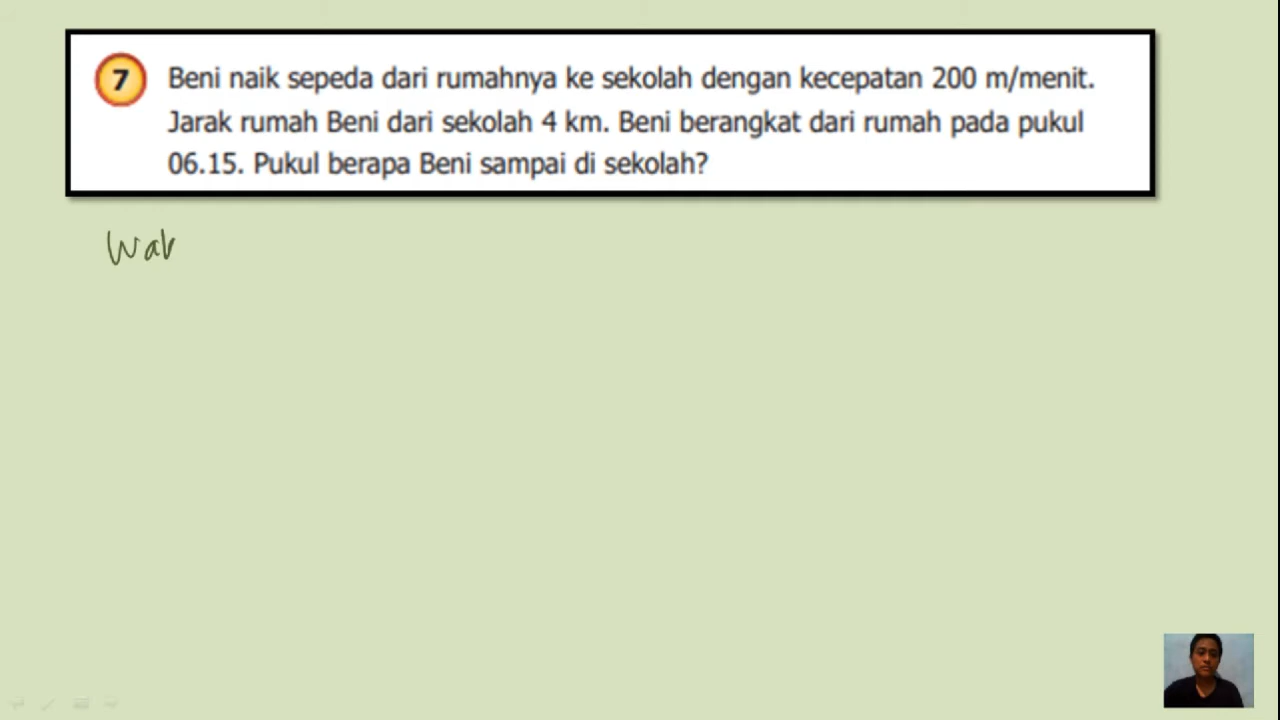 7 Beni naik sepeda dari rumahnya ke sekolah dengan kecepatan 200 m/menit.
Jarak rumah Beni dari sekolah 4 km. Beni berangkat dari rumah pada pukul
06.15. Pukul berapa Beni sampai di sekolah?